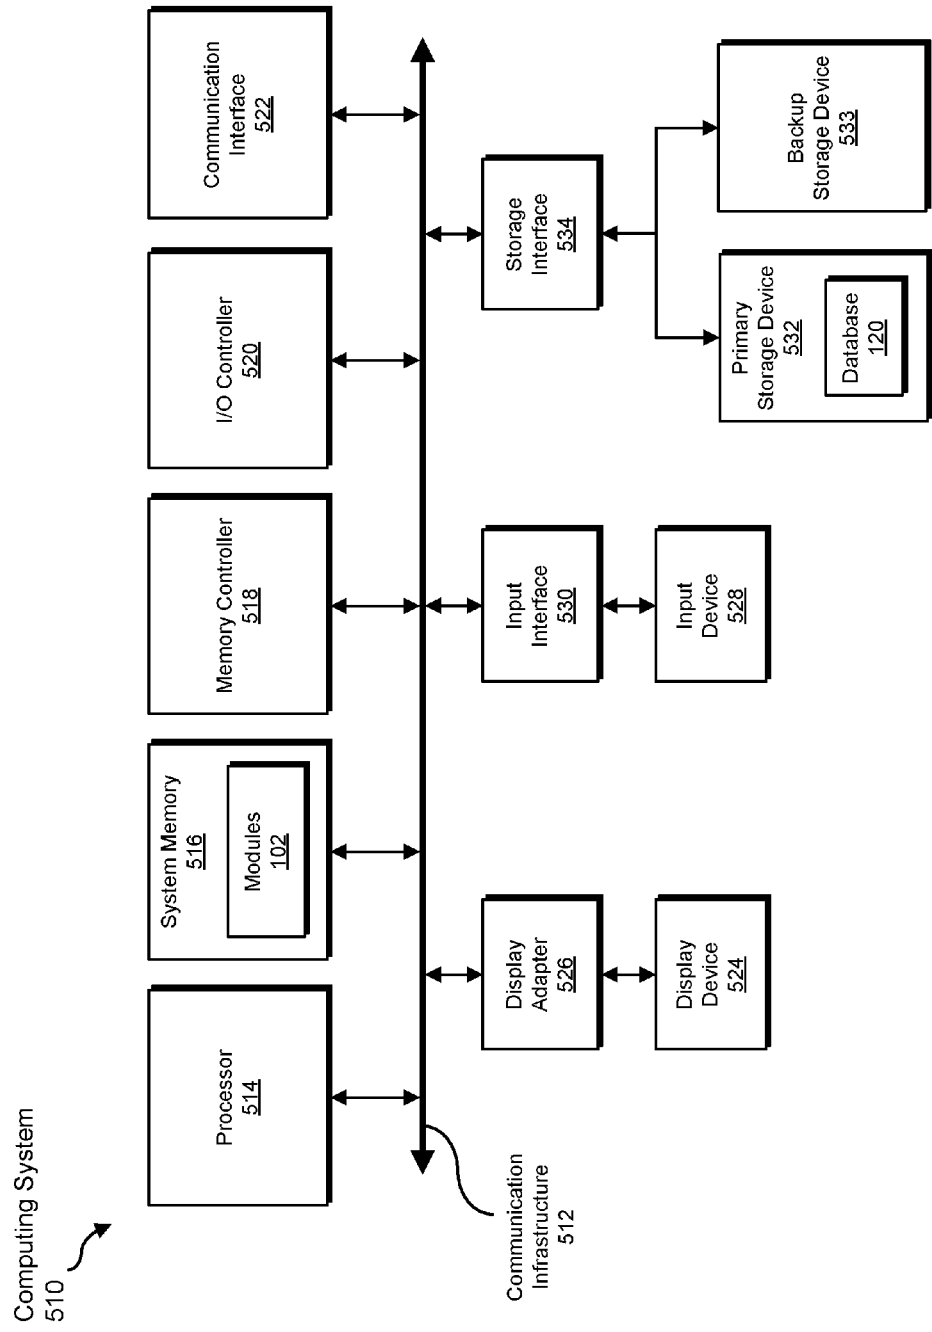 Computing System
510
Processor
514
System Memory
516
Modules
102
Memory Controller
518
I/O Controller
520
Communication
Interface
522
Communication
Infrastructure
512
Display
Adapter
526
Input
Interface
530
Storage
Interface
534
Display
Device
524
Input
Device
528
Primary
Storage Device
532
Database
120
Backup
Storage Device
533